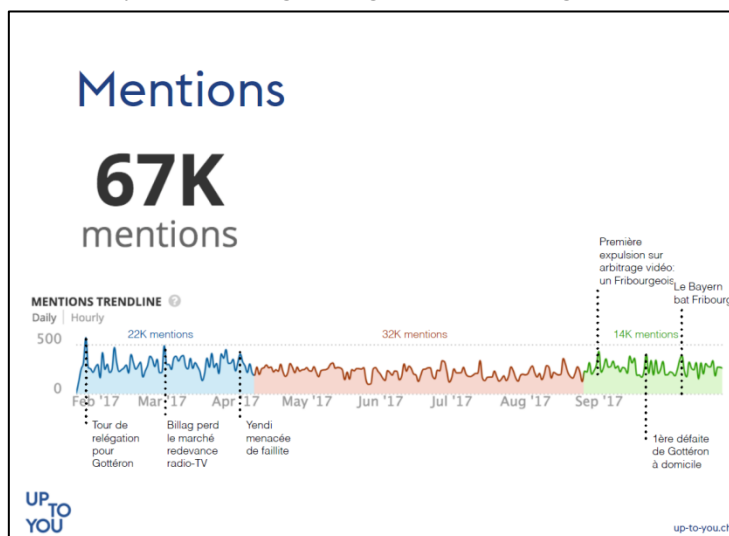 Mentions
67K
mentions
Première
expulsion sur
arbitrage vidéo:
un Fribourgeois
Le Bayern
bat Fribourg
MENTIONS TRENDLINE ?
Daily | Hourly
22K mentions
32K mentions
14K mentions
500
0
Feb '17 Mar '17 Apr '17 May '17 Jun '17 Jul '17 Aug '17 Sep '17
Tour de
relégation
pour
Gottéron
Billag perd
le marché
redevance
radio-TV
Yendi
menacée
de faillite
1ère défaite
de Gottéron
à domicile
UP
TO
YOU
up-to-you.ch